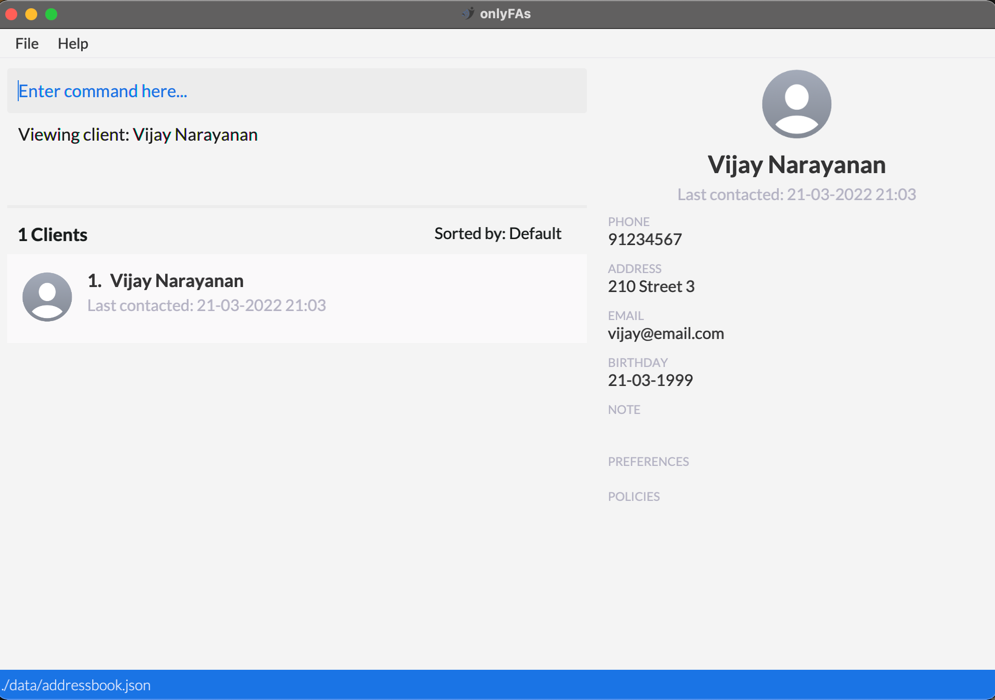 onlyFAs
File Help
Enter command here...
Viewing client: Vijay Narayanan
1 Clients Sorted by: Default
1. Vijay Narayanan
Last contacted: 21-03-2022 21:03
Vijay Narayanan
Last contacted: 21-03-2022 21:03
PHONE
91234567
ADDRESS
210 Street 3
EMAIL
vijay@email.com
BIRTHDAY
21-03-1999
NOTE
PREFERENCES
POLICIES
./data/addressbook.json